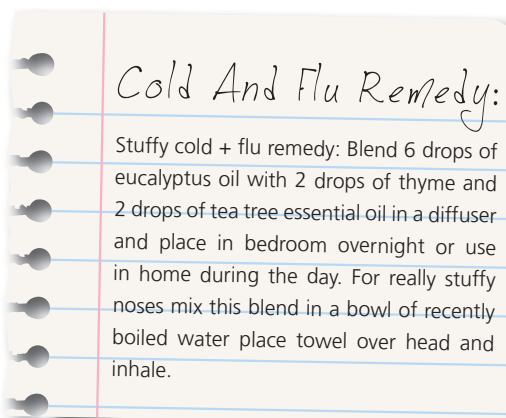 Cold And Flu Remedy:
Stuffy cold + flu remedy: Blend 6 drops of
eucalyptus oil with 2 drops of thyme and
2 drops of tea tree essential oil in a diffuser
and place in bedroom overnight or use
in home during the day. For really stuffy
noses mix this blend in a bowl of recently
boiled water place towel over head and
inhale.